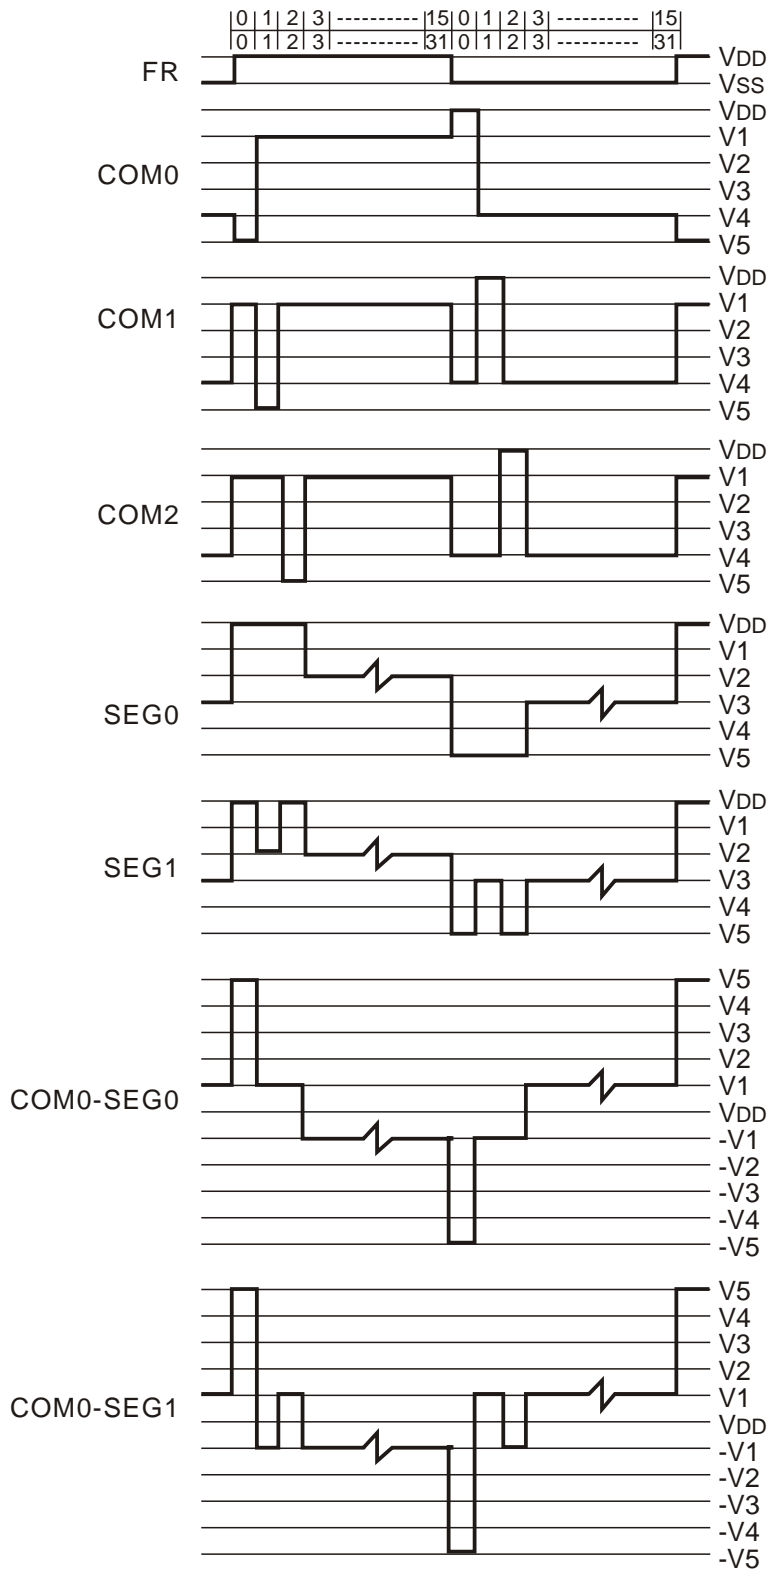 0 1 2 3 ----------- 15 0 1 2 3 ----------- 15
0 1 2 3 ----------- 31 0 1 2 3 ----------- 31
FR
VDD
VSS
COM0
VDD
V1
V2
V3
V4
V5
COM1
VDD
V1
V2
V3
V4
V5
COM2
VDD
V1
V2
V3
V4
V5
SEG0
VDD
V1
V2
V3
V4
V5
SEG1
VDD
V1
V2
V3
V4
V5
COM0-SEG0
V5
V4
V3
V2
V1
VDD
-V1
-V2
-V3
-V4
-V5
COM0-SEG1
V5
V4
V3
V2
V1
VDD
-V1
-V2
-V3
-V4
-V5